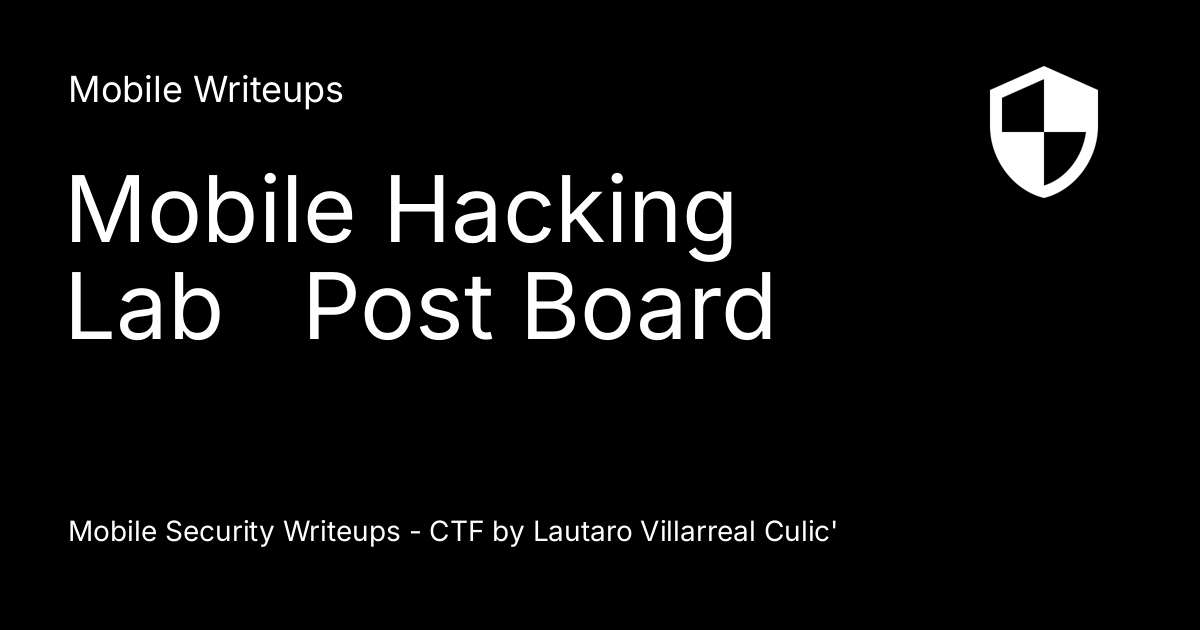 Mobile Writeups
Mobile Hacking
Lab   Post Board
Mobile Security Writeups - CTF by Lautaro Villarreal Culic'